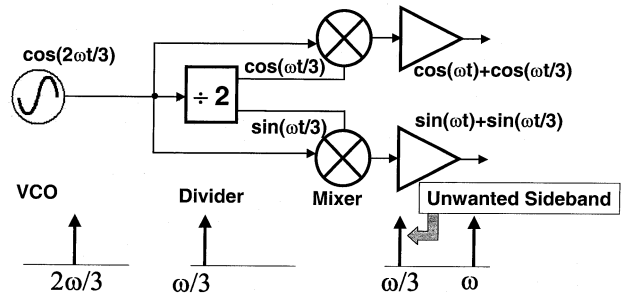 cos(2ωt/3)
÷ 2
cos(ωt/3)
sin(ωt/3)
cos(ωt)+cos(ωt/3)
sin(ωt)+sin(ωt/3)
VCO
Divider
Mixer
Unwanted Sideband
2ω/3
ω/3
ω/3
ω